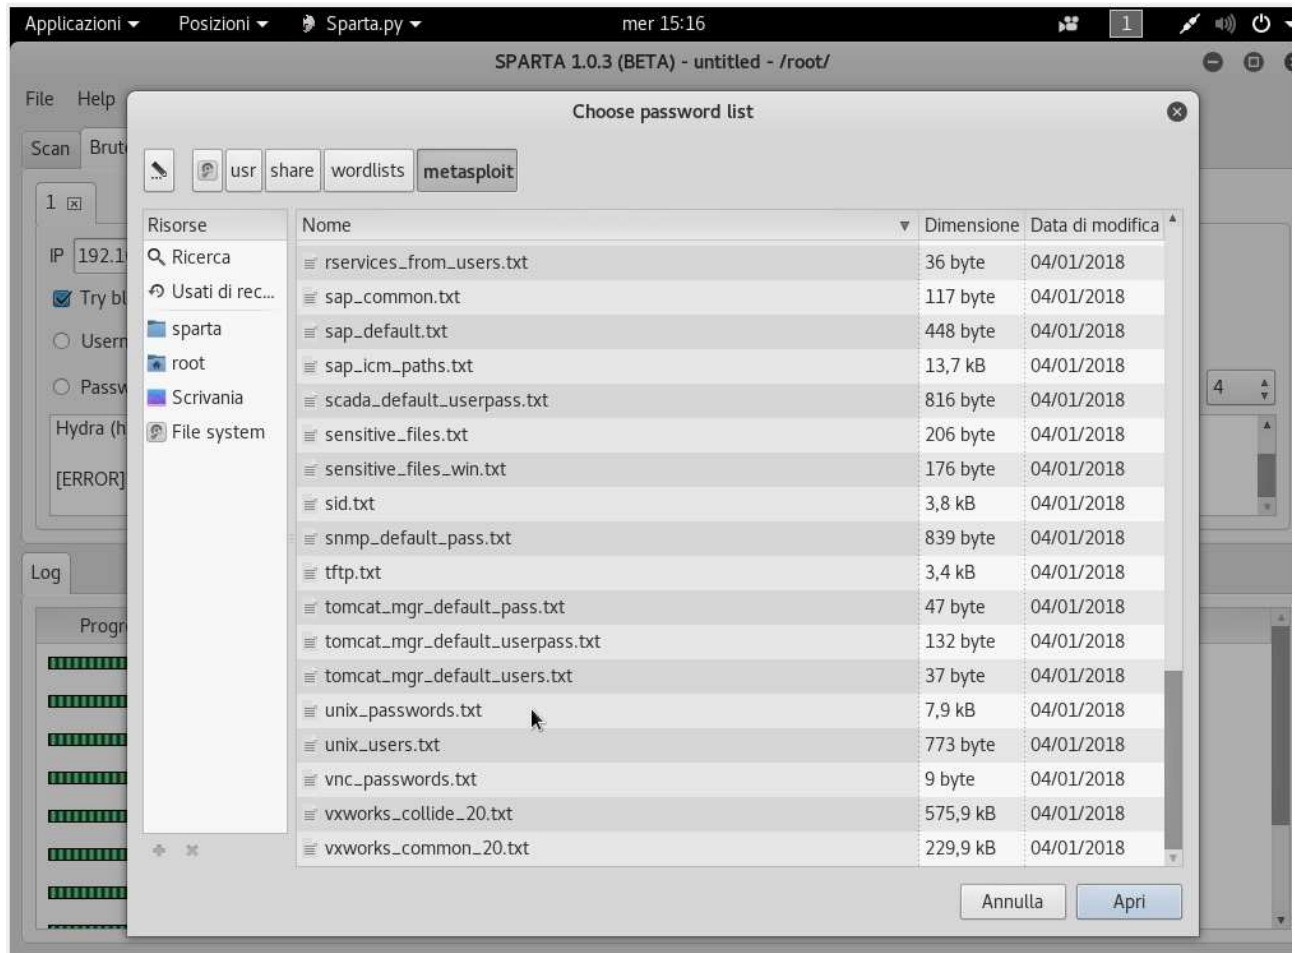 Applicazioni Posizioni Sparta.py mer 15:16 1
SPARTA 1.0.3 (BETA) - untitled - /root/
File Help
Choose password list
Scan Brut
usr share wordlists metasploit
1
Risorse Nome Dimensione Data di modifica
IP 192.1
Ricerca
rservices_from_users.txt 36 byte 04/01/2018
Try bl
Usati di rec...
sap_common.txt 117 byte 04/01/2018
sparta
sap_default.txt 448 byte 04/01/2018
Usern
root
sap_icm_paths.txt 13,7 kB 04/01/2018
Passw
4
Scrivania
scada_default_userpass.txt 816 byte 04/01/2018
Hydra (h
File system
sensitive_files.txt 206 byte 04/01/2018
sensitive_files_win.txt 176 byte 04/01/2018
[ERROR]
sid.txt 3,8 kB 04/01/2018
snmp_default_pass.txt 839 byte 04/01/2018
Log
tftp.txt 3,4 kB 04/01/2018
tomcat_mgr_default_pass.txt 47 byte 04/01/2018
Progr
tomcat_mgr_default_userpass.txt 132 byte 04/01/2018
tomcat_mgr_default_users.txt 37 byte 04/01/2018
unix_passwords.txt 7,9 kB 04/01/2018
unix_users.txt 773 byte 04/01/2018
vnc_passwords.txt 9 byte 04/01/2018
vxworks_collide_20.txt 575,9 kB 04/01/2018
vxworks_common_20.txt 229,9 kB 04/01/2018
Annulla Apri